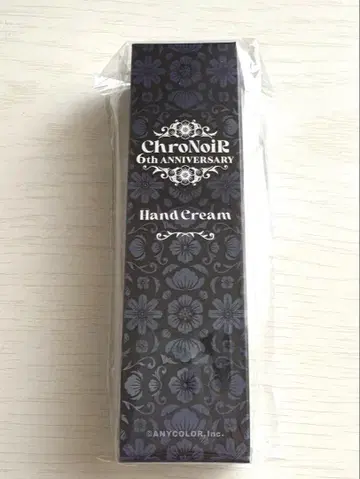 ChroNoiR
6th ANNIVERSARY
Hand Cream
©ANYCOLOR, Inc.